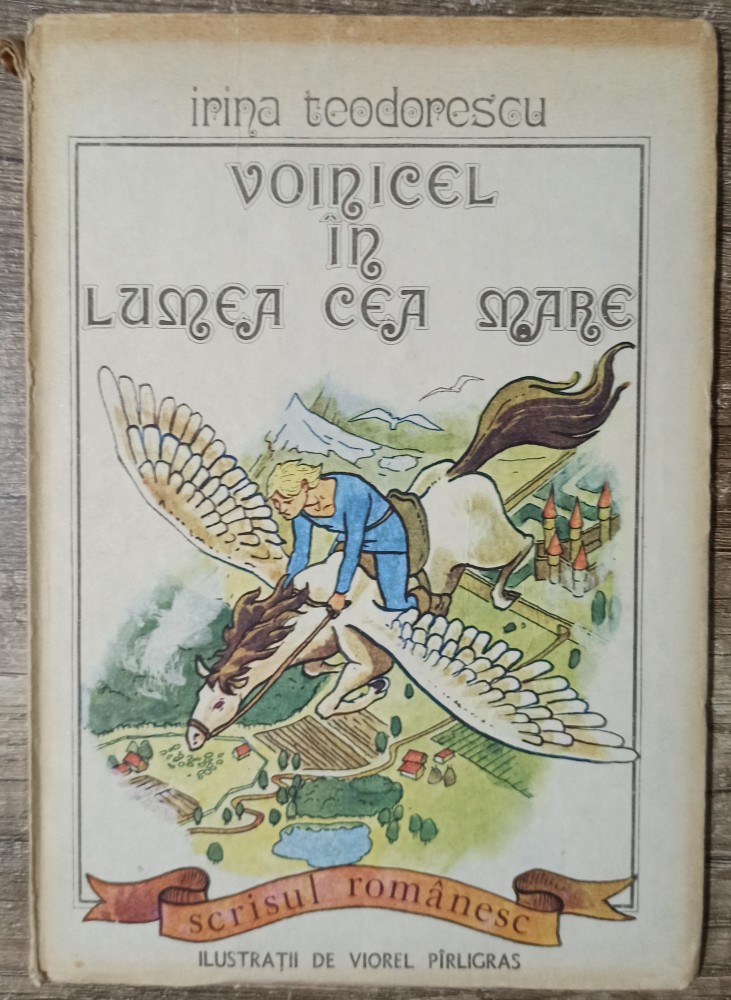 irina teodorescu
VOINICEL
ÎN
LUMEA CEA MARE
scrisul românesc
ILUSTRAȚII DE VIOREL PÎRLIGRAS